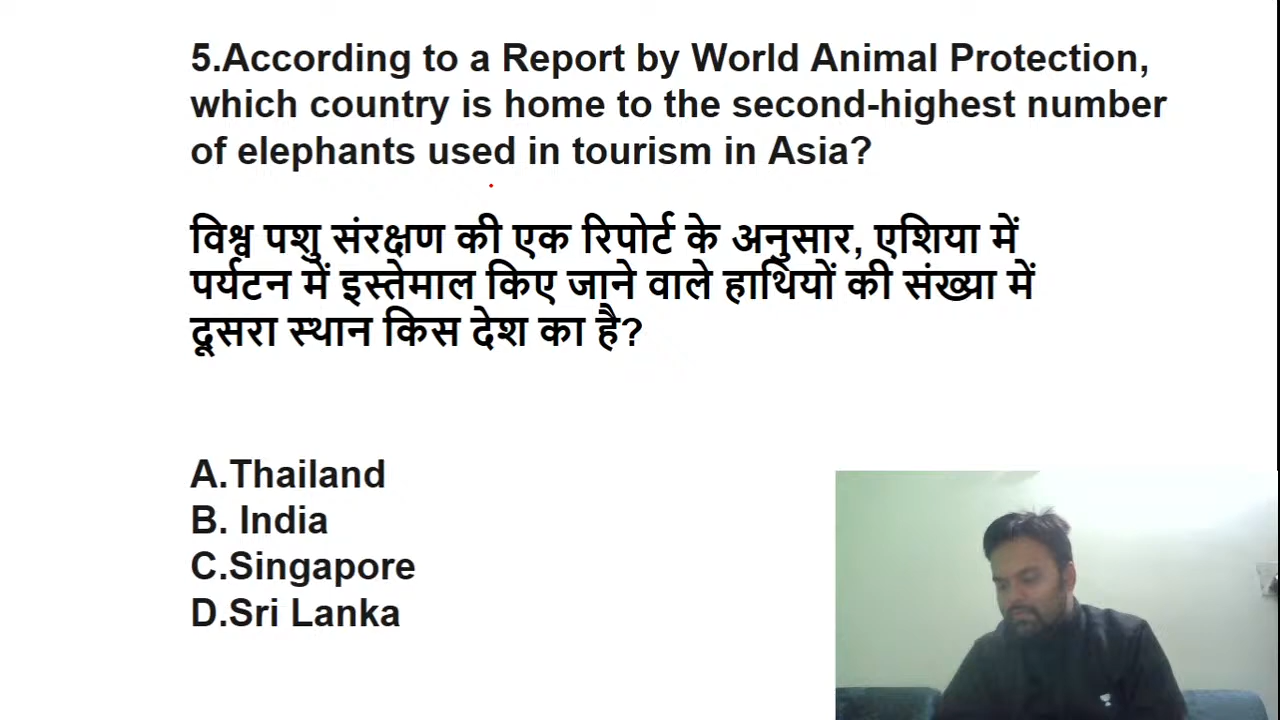 5.According to a Report by World Animal Protection,
which country is home to the second-highest number
of elephants used in tourism in Asia?
विश्व पशु संरक्षण की एक रिपोर्ट के अनुसार, एशिया में
पर्यटन में इस्तेमाल किए जाने वाले हाथियों की संख्या में
दूसरा स्थान किस देश का है?
A.Thailand
B. India
C.Singapore
D.Sri Lanka